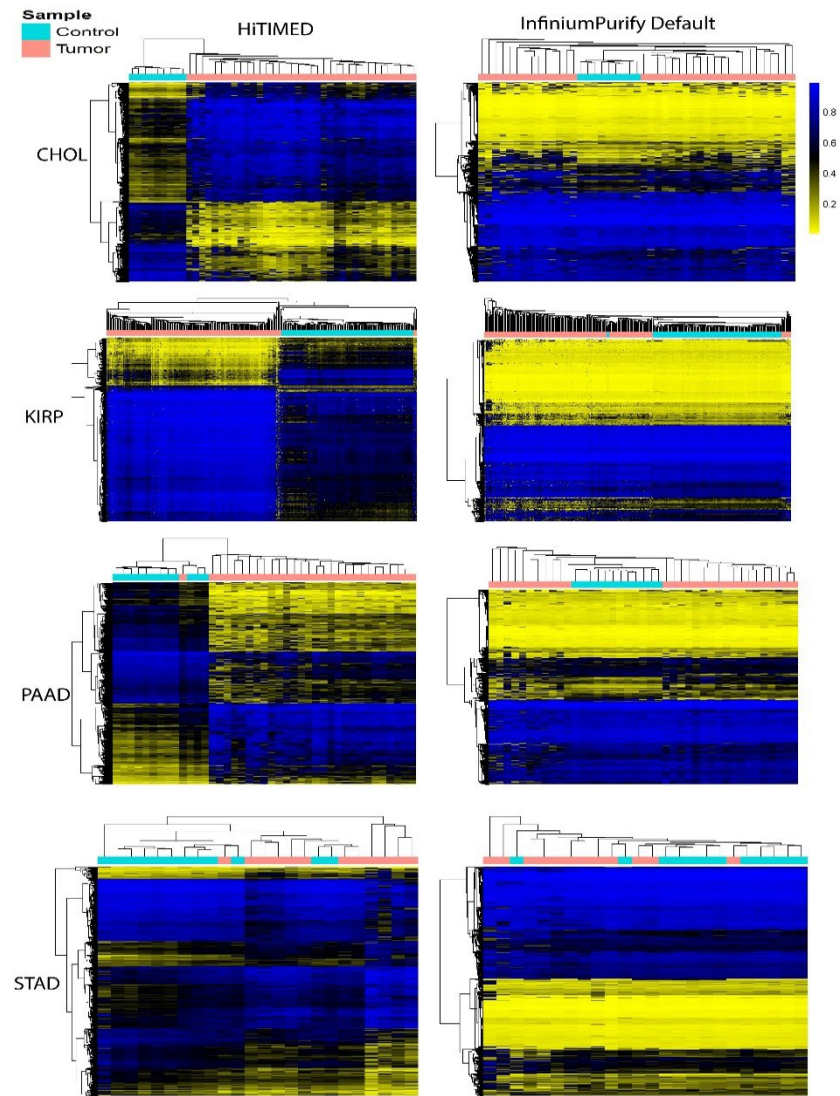 Sample
Control
Tumor
HiTIMED
InfiniumPurify Default
CHOL
0.8
0.6
0.4
0.2
KIRP
PAAD
STAD